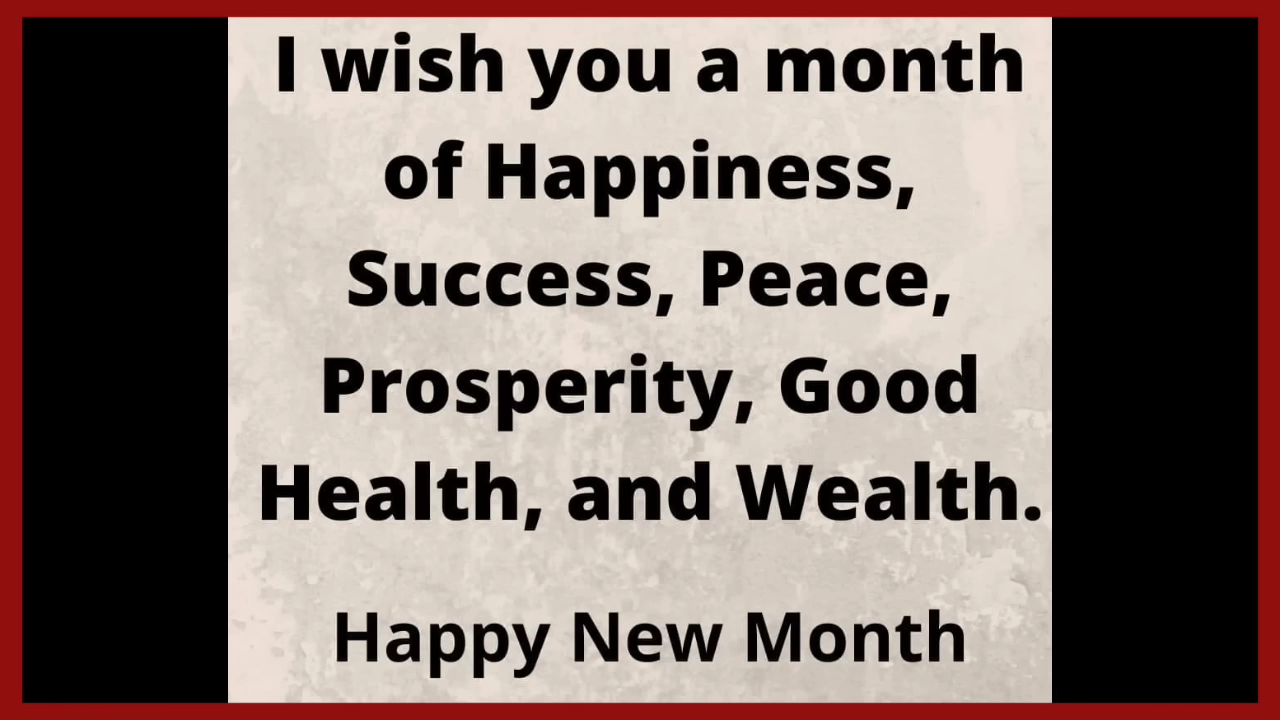 I wish you a month
of Happiness,
Success, Peace,
Prosperity, Good
Health, and Wealth.
Happy New Month